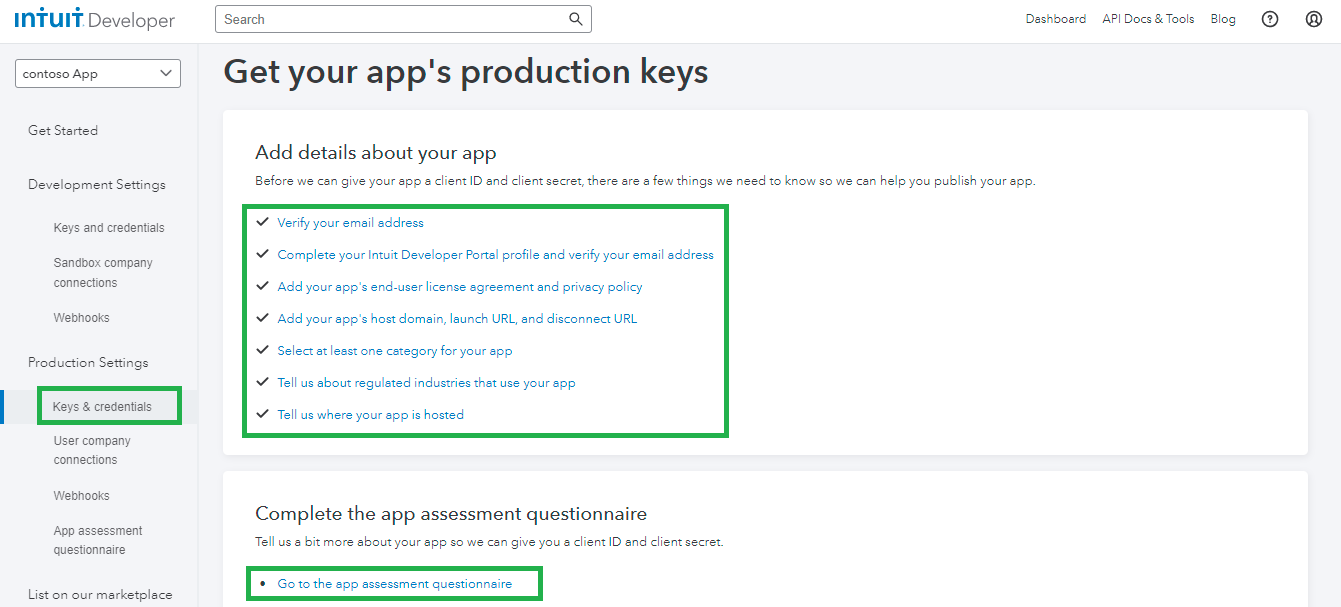 intuit Developer
Search
Dashboard
API Docs & Tools
Blog
?
contoso App
Get Started
Development Settings
Keys and credentials
Sandbox company
connections
Webhooks
Production Settings
Keys & credentials
User company
connections
Webhooks
App assessment
questionnaire
List on our marketplace
Get your app's production keys
Add details about your app
Before we can give your app a client ID and client secret, there are a few things we need to know so we can help you publish your app.
Verify your email address
Complete your Intuit Developer Portal profile and verify your email address
Add your app's end-user license agreement and privacy policy
Add your app's host domain, launch URL, and disconnect URL
Select at least one category for your app
Tell us about regulated industries that use your app
Tell us where your app is hosted
Complete the app assessment questionnaire
Tell us a bit more about your app so we can give you a client ID and client secret.
• Go to the app assessment questionnaire